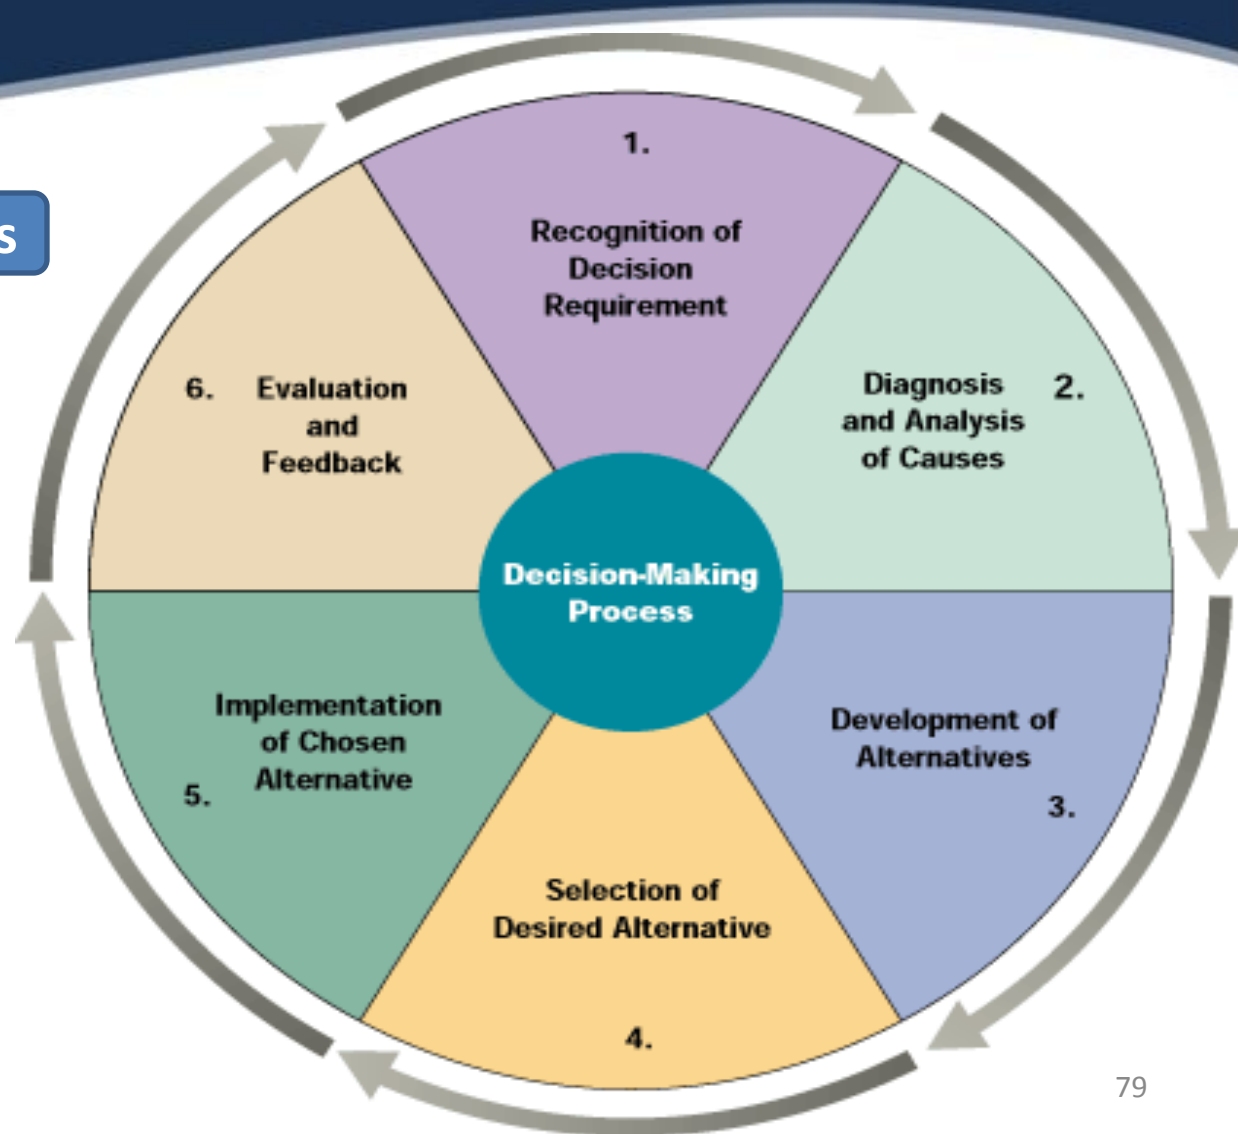 s
1.
Recognition of
Decision
Requirement
Diagnosis
and Analysis
of Causes
2.
Development of
Alternatives
3.
Selection of
Desired Alternative
4.
Implementation
of Chosen
Alternative
5.
6.
Evaluation
and
Feedback
Decision-Making
Process
79